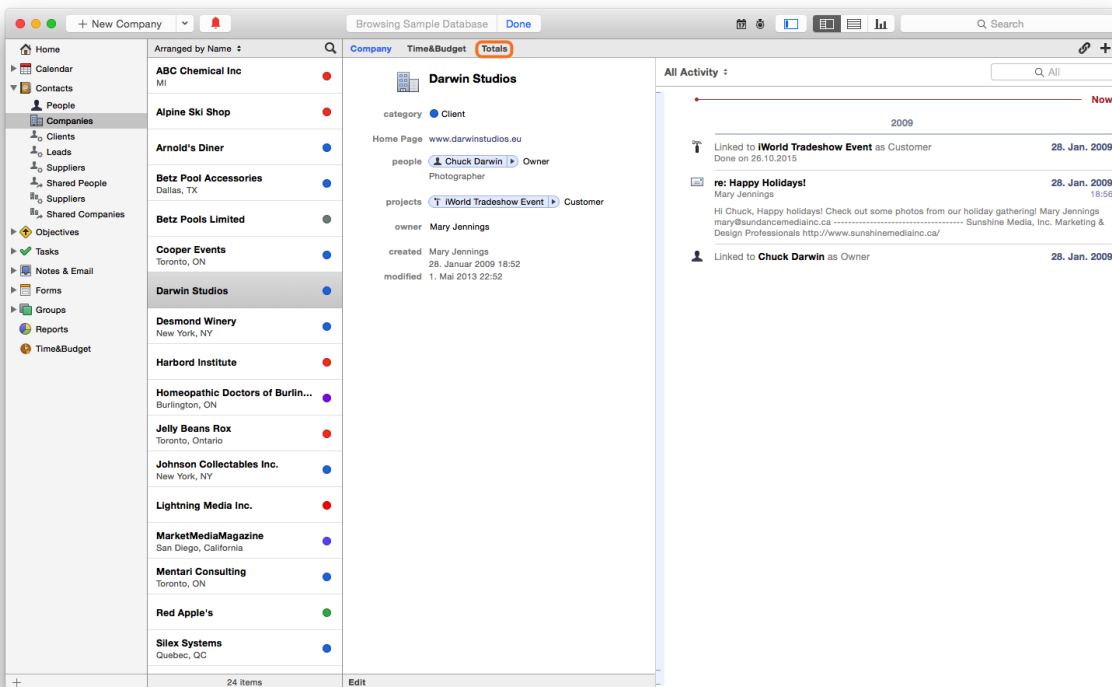 + New Company
Browsing Sample Database Done
Search
Home
Calendar
Contacts
People
Companies
Clients
Leads
Suppliers
Shared People
Suppliers
Shared Companies
Objectives
Tasks
Notes & Email
Forms
Groups
Reports
Time&Budget
+
Arranged by Name
ABC Chemical Inc
MI
Alpine Ski Shop
Arnold's Diner
Betz Pool Accessories
Dallas, TX
Betz Pools Limited
Cooper Events
Toronto, ON
Darwin Studios
Desmond Winery
New York, NY
Harbord Institute
Homeopathic Doctors of Burlin...
Burlington, ON
Jelly Beans Rox
Toronto, Ontario
Johnson Collectables Inc.
New York, NY
Lightning Media Inc.
MarketMediaMagazine
San Diego, California
Mentari Consulting
Toronto, ON
Red Apple's
Silex Systems
Quebec, QC
24 items
Company Time&Budget Totals
Darwin Studios
category Client
Home Page www.darwinstudios.eu
people Chuck Darwin Owner
Photographer
projects iWorld Tradeshow Event Customer
owner Mary Jennings
created Mary Jennings
28. Januar 2009 18:52
modified 1. Mai 2013 22:52
Edit
All Activity
All
Now
2009
Linked to iWorld Tradeshow Event as Customer 28. Jan. 2009
Done on 26.10.2015
re: Happy Holidays! 28. Jan. 2009
Mary Jennings 18:56
Hi Chuck, Happy holidays! Check out some photos from our holiday gathering! Mary Jennings
mary@sundancemediainc.ca ------------------------------------- Sunshine Media, Inc. Marketing &
Design Professionals http://www.sunshinemediainc.ca/
Linked to Chuck Darwin as Owner 28. Jan. 2009